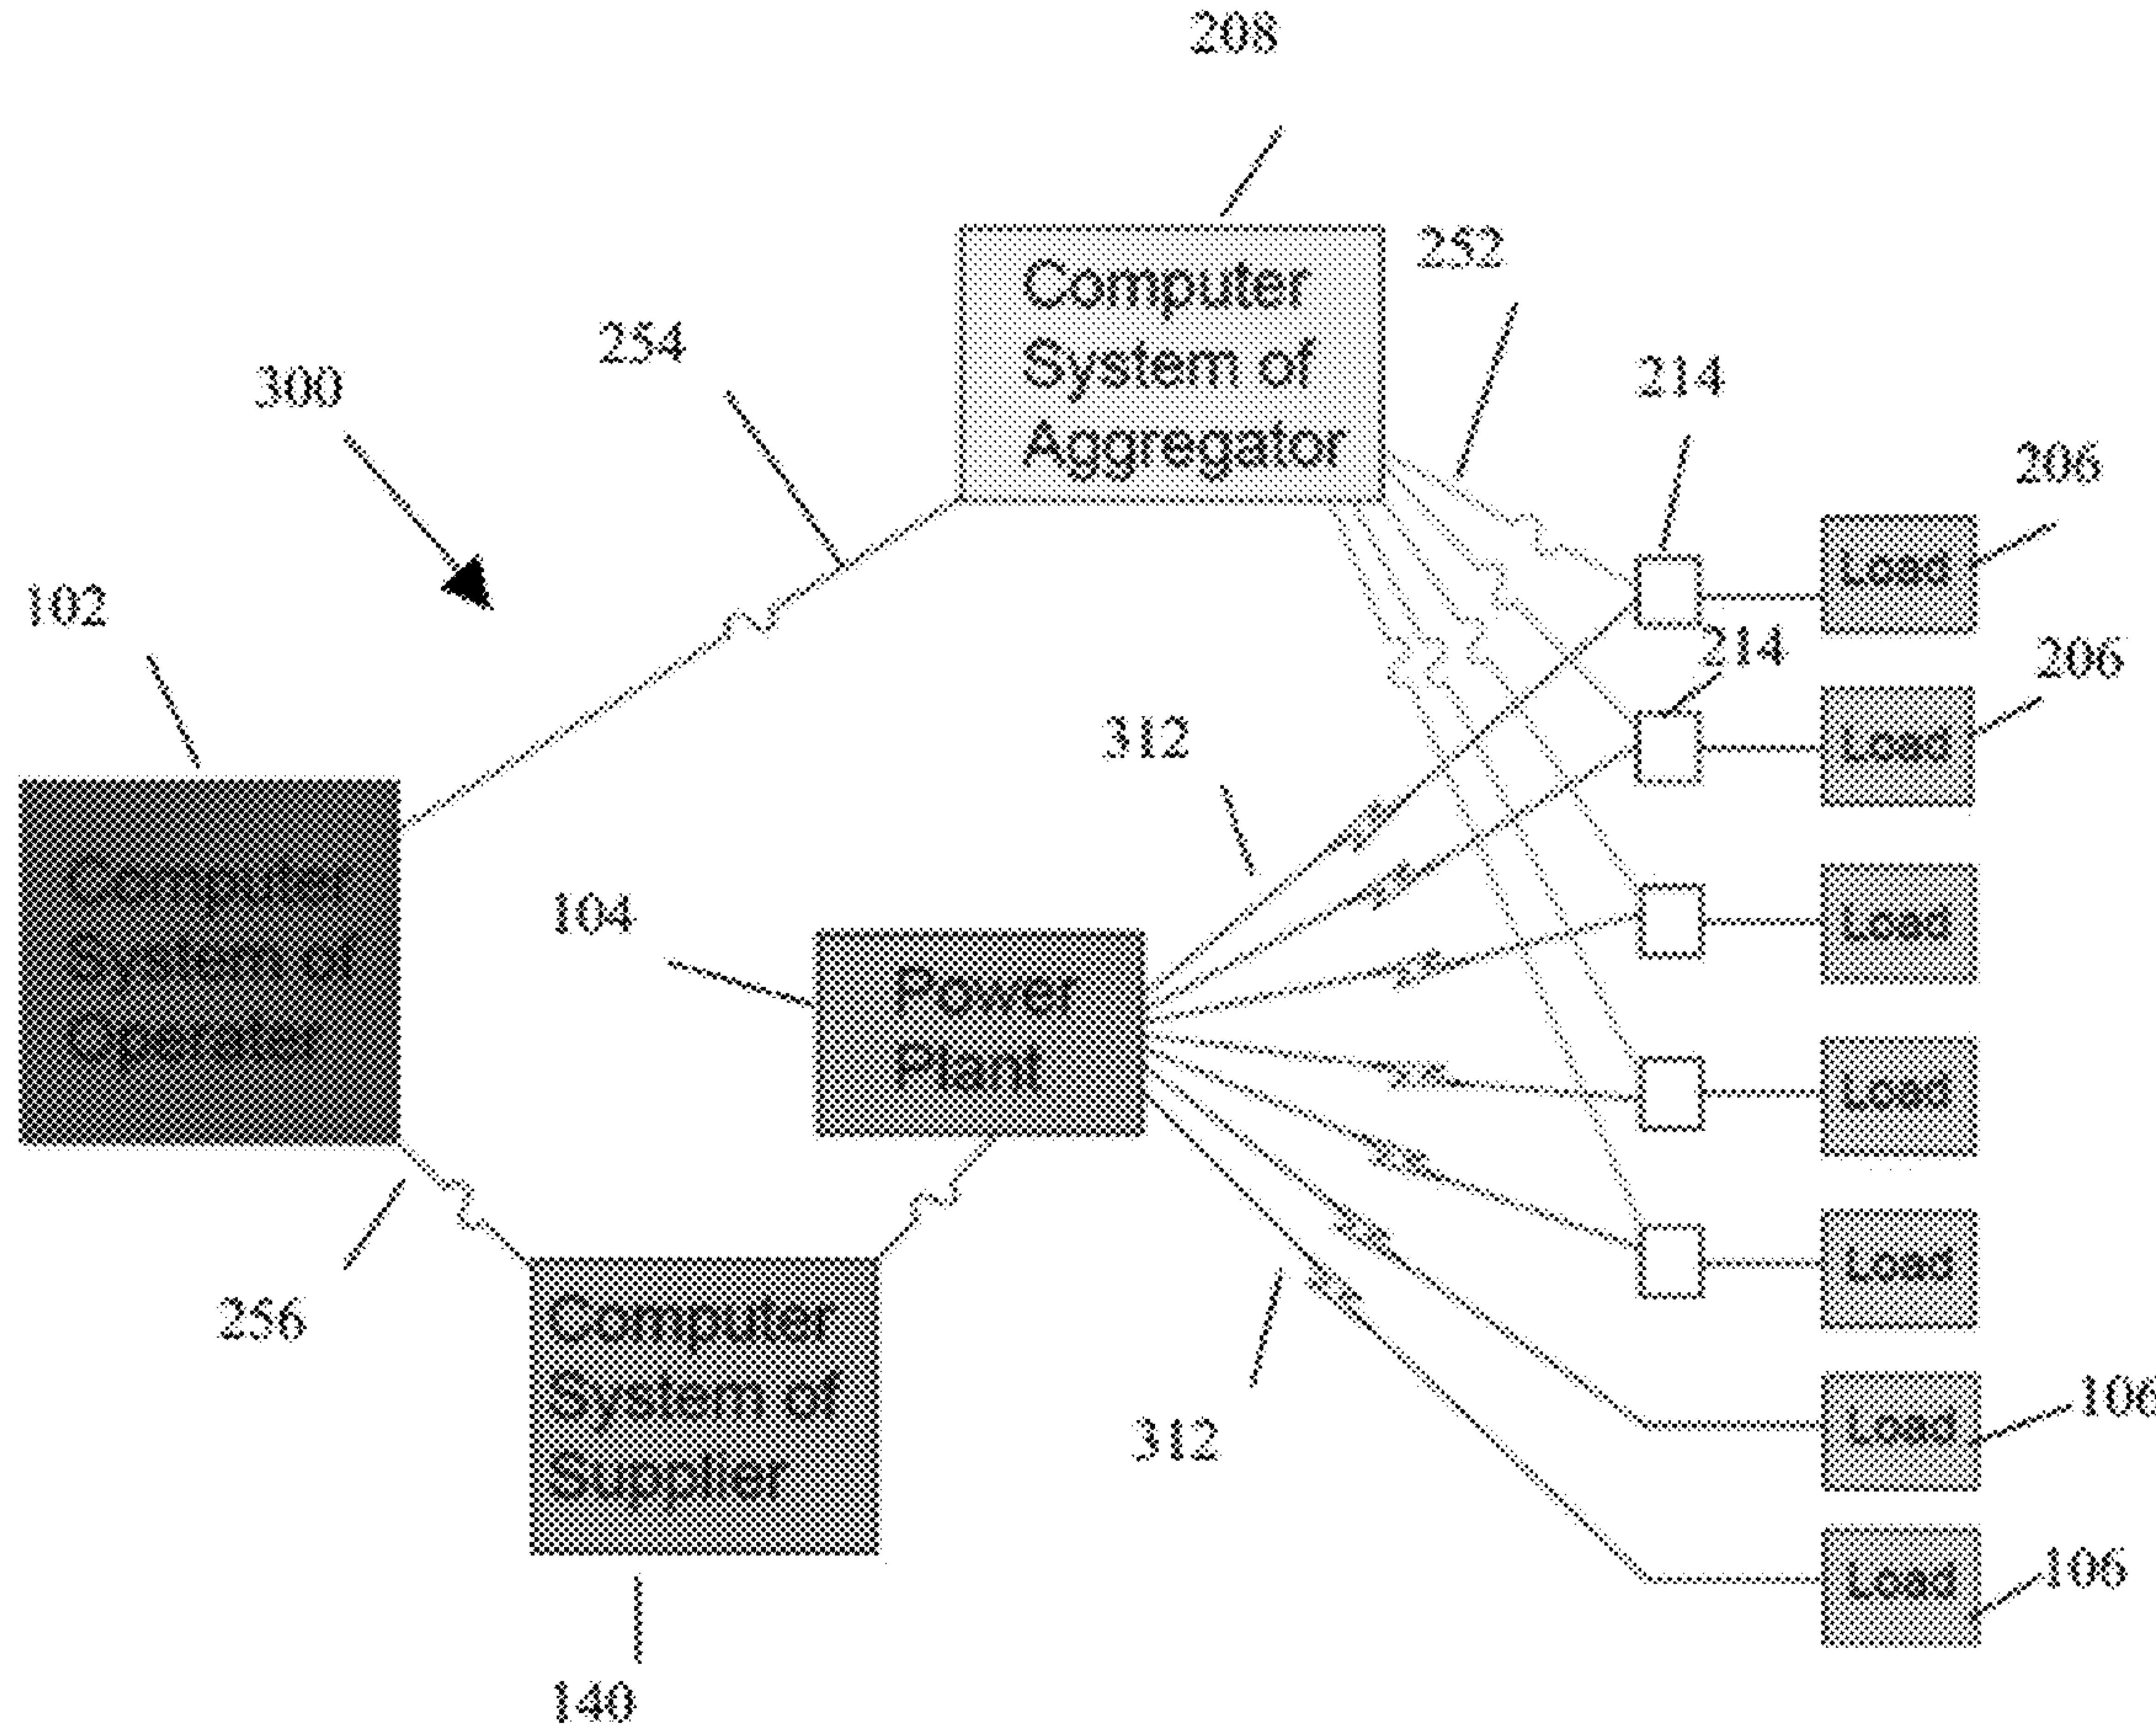 208
Computer
System of
Aggregator
252
254
300
214
206
Load
102
214
206
Load
312
Computer
System of
Operator
104
Power
Plant
Load
Load
256
Load
Computer
System of
Supplier
312
106
Load
106
Load
140